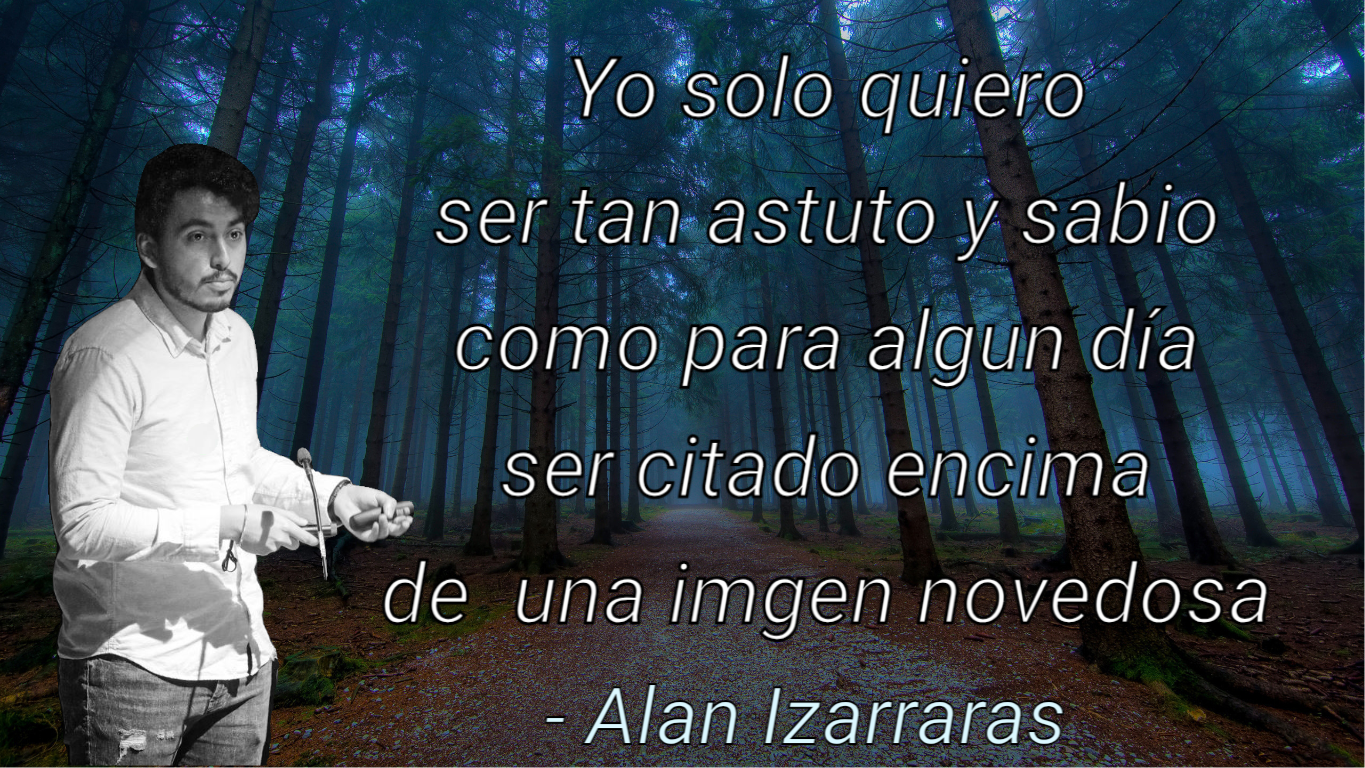 Yo solo quiero
ser tan astuto y sabio
como para algun día
ser citado encima
de una imgen novedosa
- Alan Izarraras